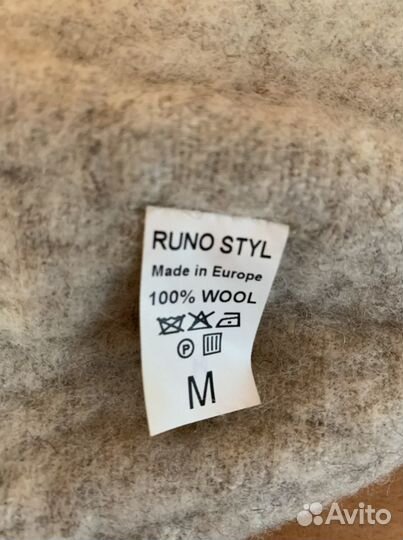 RUNO STYL
Made in Europe
100% WOOL
P
M
Avito